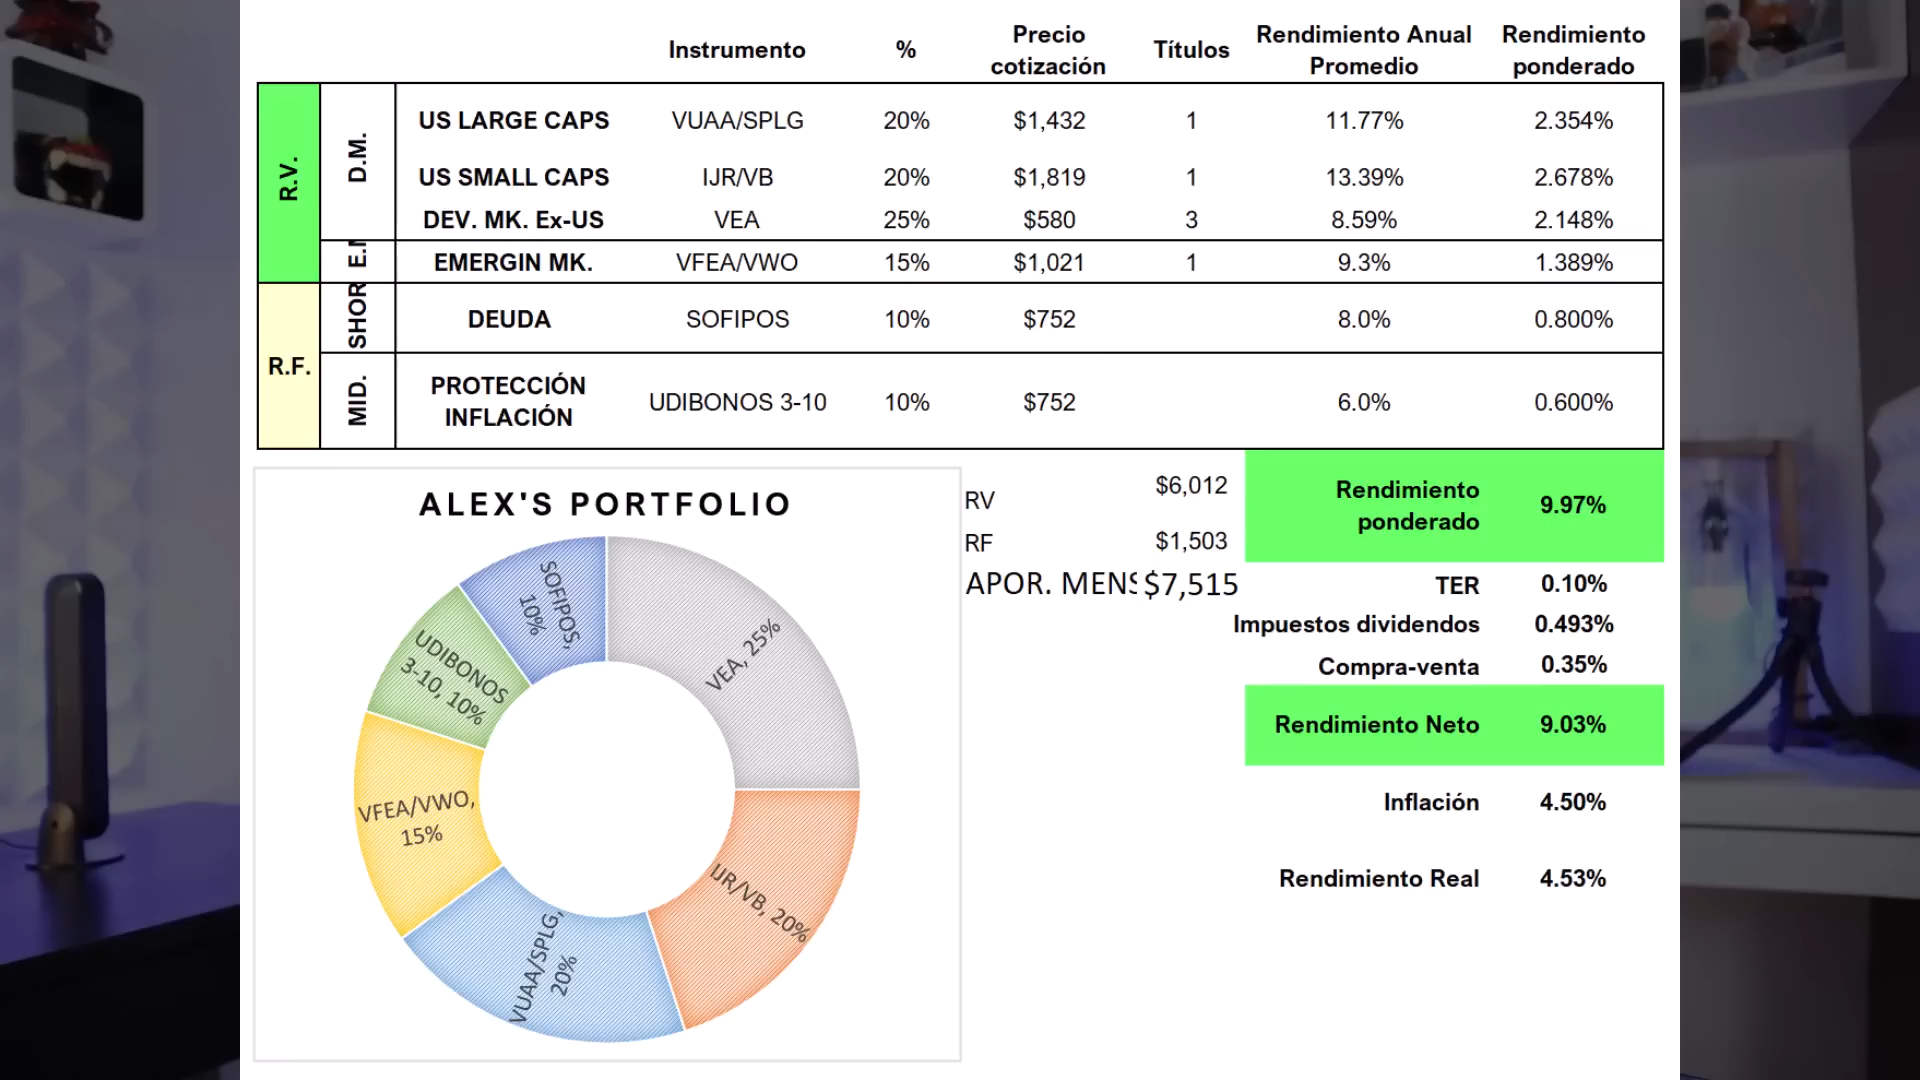 Instrumento % Precio cotización Títulos Rendimiento Anual Promedio Rendimiento ponderado
R.V.
D.M.
US LARGE CAPS VUAA/SPLG 20% $1,432 1 11.77% 2.354%
US SMALL CAPS IJR/VB 20% $1,819 1 13.39% 2.678%
DEV. MK. Ex-US VEA 25% $580 3 8.59% 2.148%
EMERGIN MK. VFEA/VWO 15% $1,021 1 9.3% 1.389%
R.F.
SHOR
DEUDA SOFIPOS 10% $752 8.0% 0.800%
MID.
PROTECCIÓN INFLACIÓN UDIBONOS 3-10 10% $752 6.0% 0.600%
ALEX'S PORTFOLIO
SOFIPOS,
10%
VEA, 25%
UDIBONOS
3-10, 10%
VFEA/VWO,
15%
IJR/VB, 20%
VUAA/SPLG,
20%
RV $6,012
RF $1,503
APOR. MENS $7,515
Rendimiento ponderado 9.97%
TER 0.10%
Impuestos dividendos 0.493%
Compra-venta 0.35%
Rendimiento Neto 9.03%
Inflación 4.50%
Rendimiento Real 4.53%